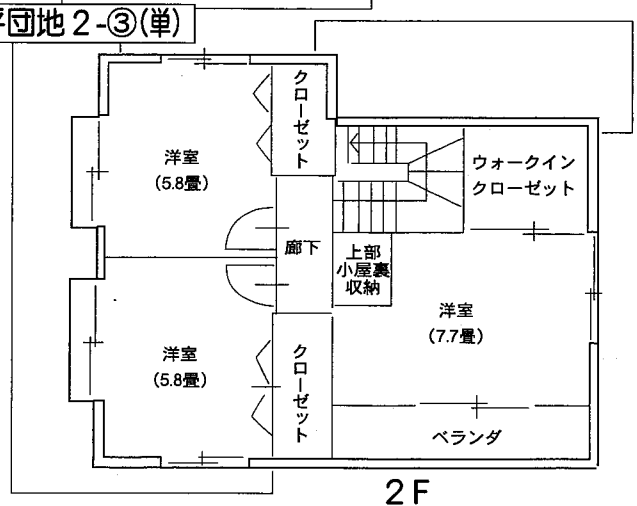 団地2-③(単)
クローゼット
洋室
(5.8畳)
ウォークイン
クローゼット
廊下
上部
小屋裏
収納
洋室
(7.7畳)
洋室
(5.8畳)
クローゼット
ベランダ
2F